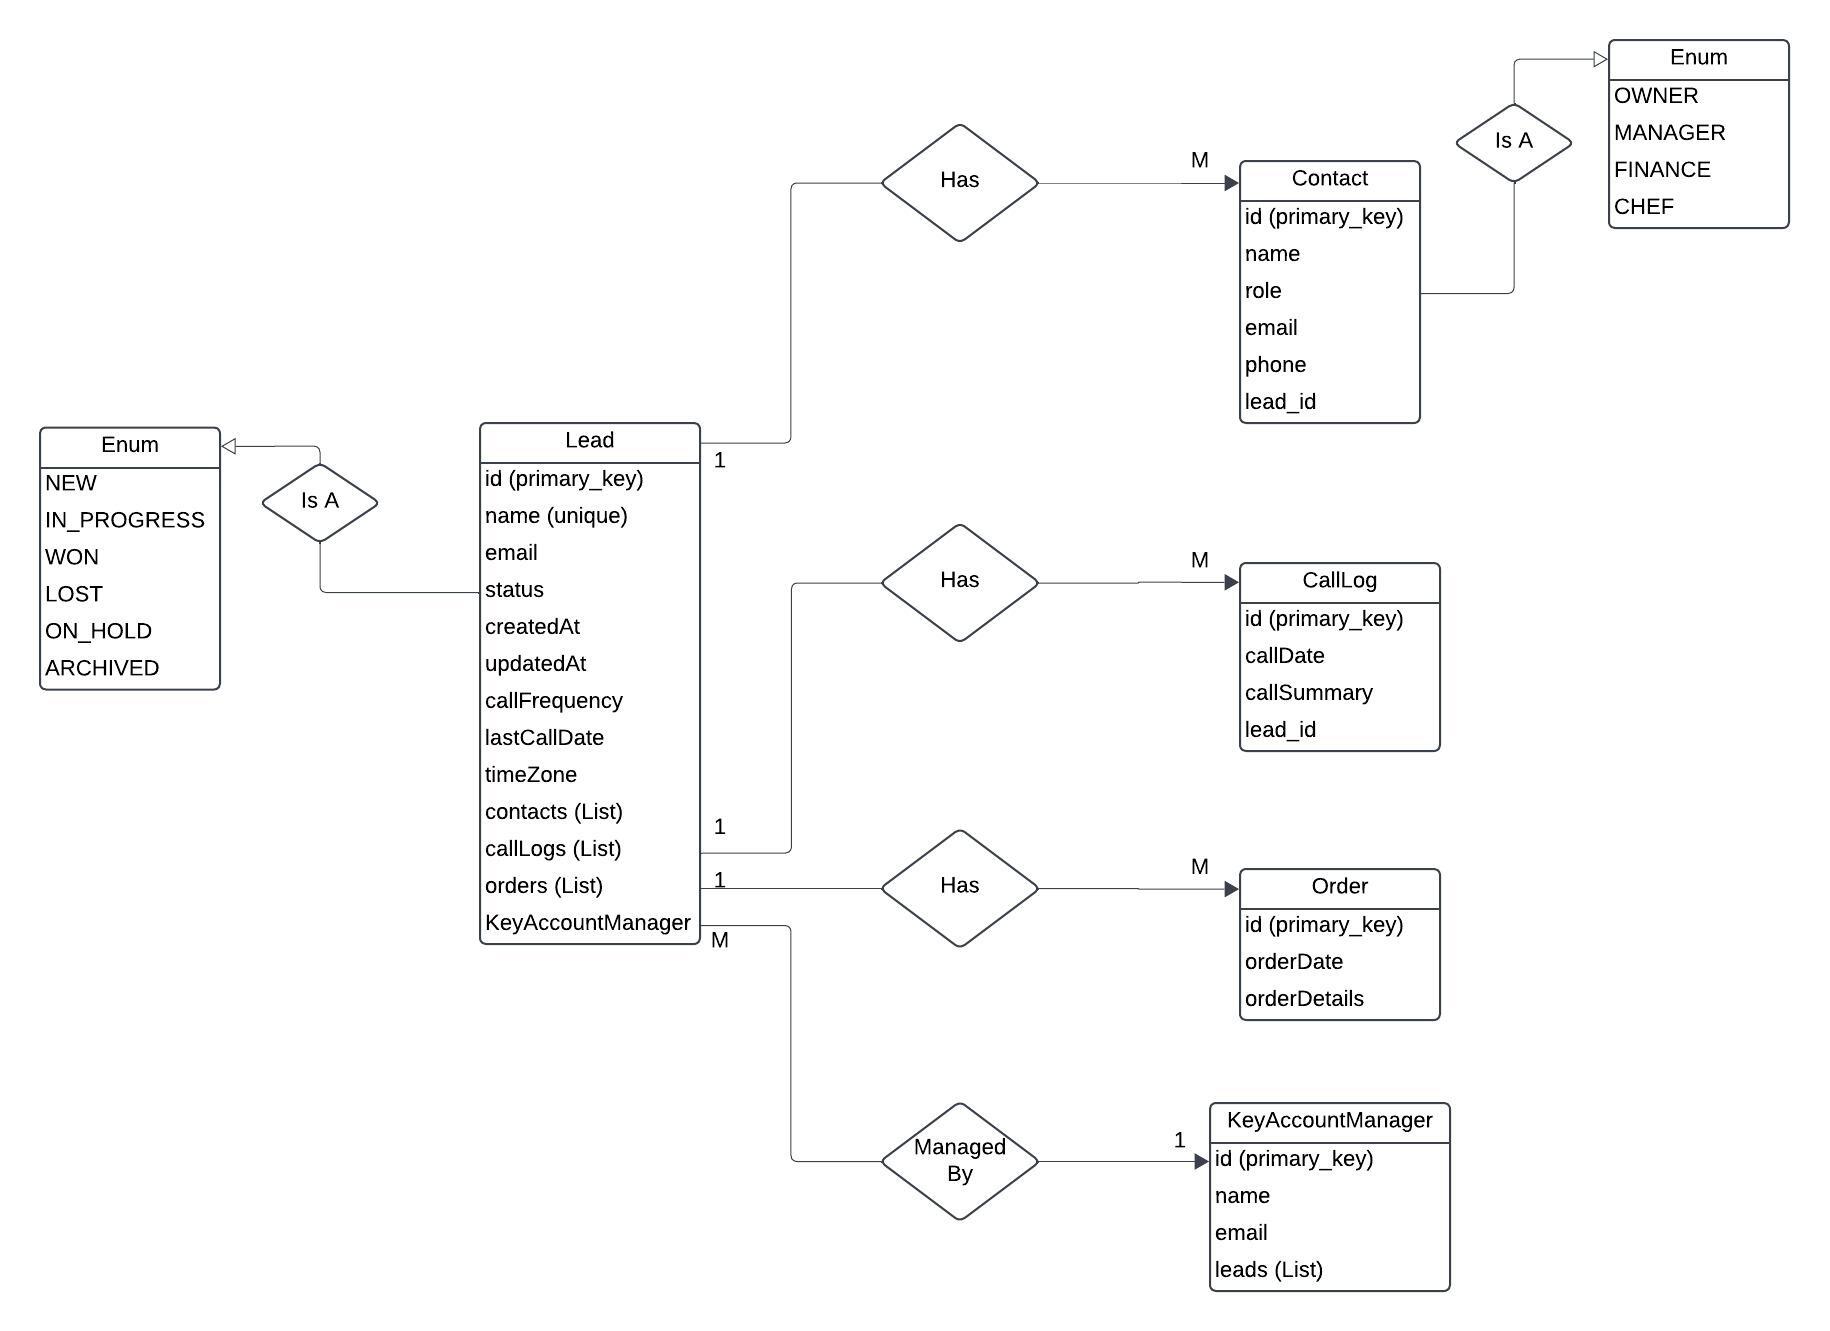 Enum
OWNER
MANAGER
FINANCE
CHEF
Is A
Has
M
Contact
id (primary_key)
name
role
email
phone
lead_id
Enum
NEW
IN_PROGRESS
WON
LOST
ON_HOLD
ARCHIVED
Is A
Lead
id (primary_key)
name (unique)
email
status
createdAt
updatedAt
callFrequency
lastCallDate
timeZone
contacts (List)
callLogs (List)
orders (List)
KeyAccountManager
1
1
1
M
Has
M
CallLog
id (primary_key)
callDate
callSummary
lead_id
Has
M
Order
id (primary_key)
orderDate
orderDetails
Managed
By
1
KeyAccountManager
id (primary_key)
name
email
leads (List)